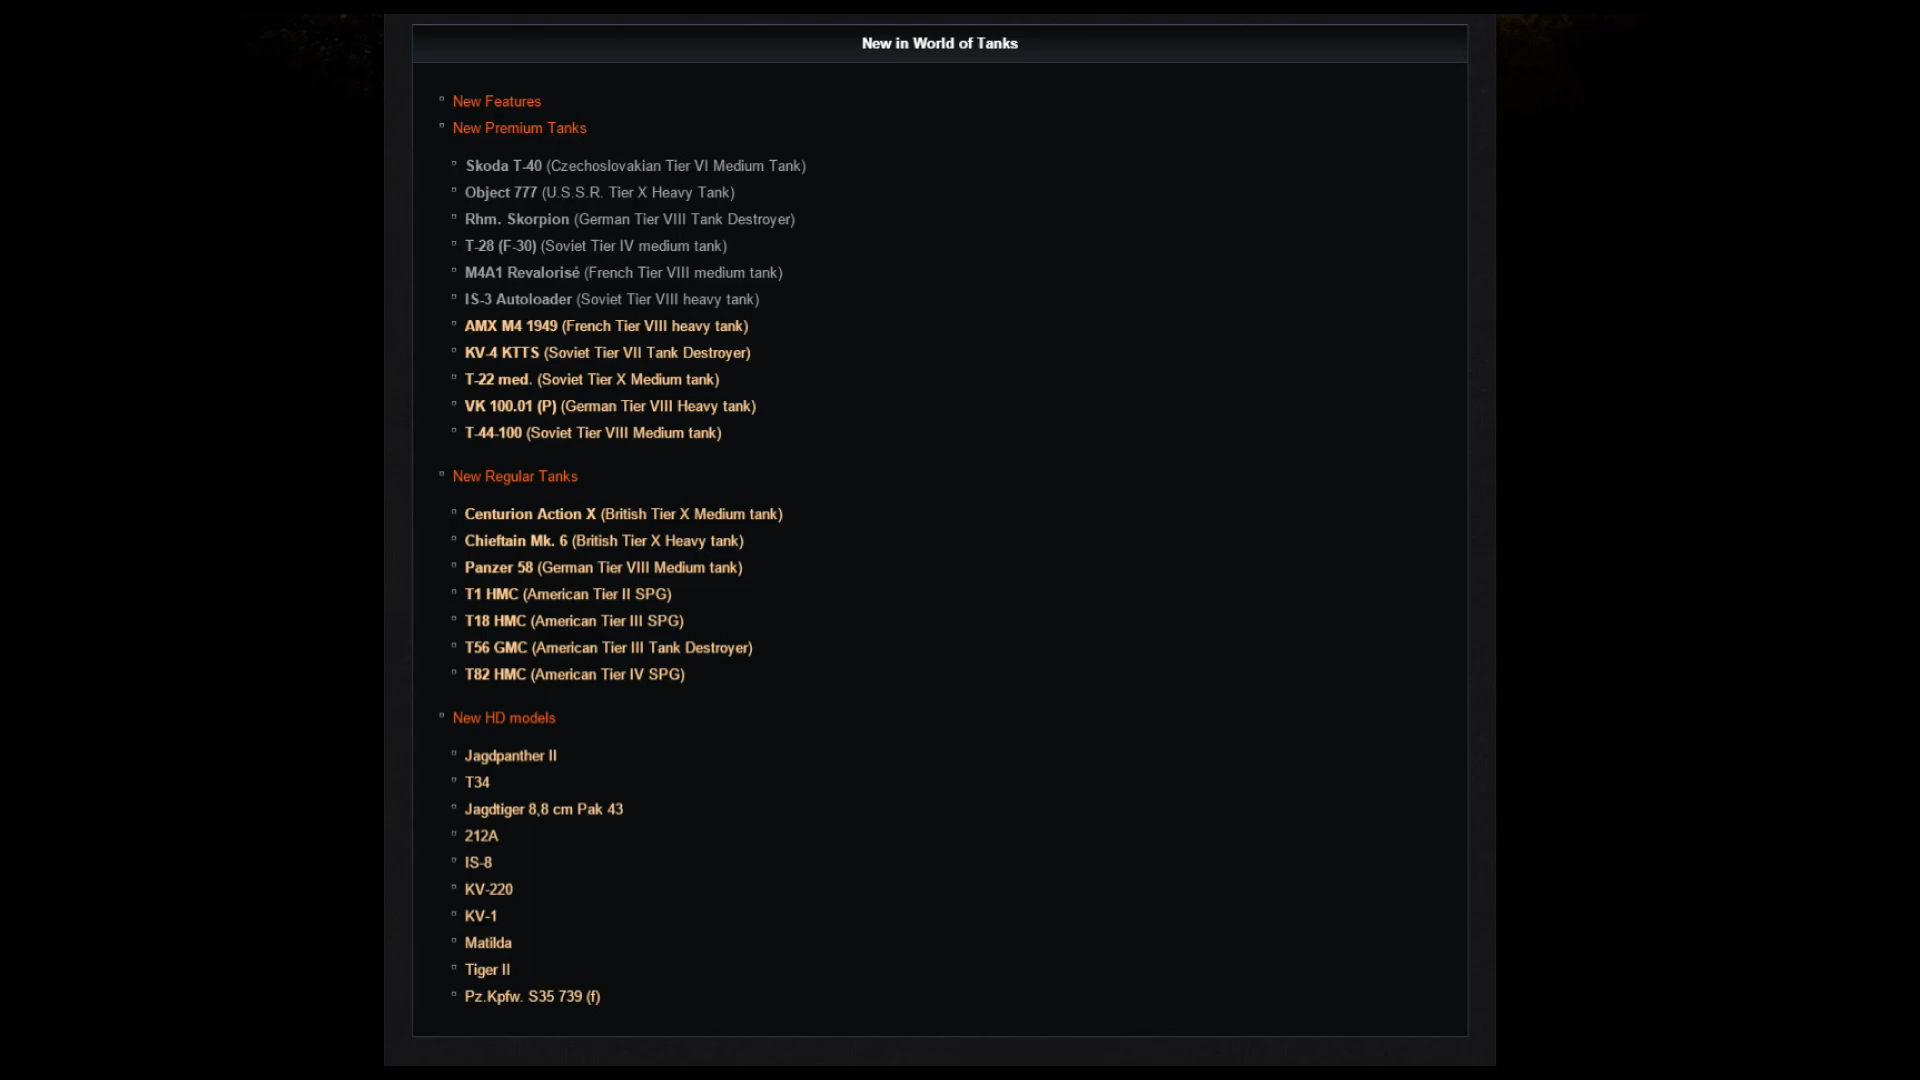 New in World of Tanks
New Features
New Premium Tanks
Skoda T-40 (Czechoslovakian Tier VI Medium Tank)
Object 777 (U.S.S.R. Tier X Heavy Tank)
Rhm. Skorpion (German Tier VIII Tank Destroyer)
T-28 (F-30) (Soviet Tier IV medium tank)
M4A1 Revalorisé (French Tier VIII medium tank)
IS-3 Autoloader (Soviet Tier VIII heavy tank)
AMX M4 1949 (French Tier VIII heavy tank)
KV-4 KTTS (Soviet Tier VII Tank Destroyer)
T-22 med. (Soviet Tier X Medium tank)
VK 100.01 (P) (German Tier VIII Heavy tank)
T-44-100 (Soviet Tier VIII Medium tank)
New Regular Tanks
Centurion Action X (British Tier X Medium tank)
Chieftain Mk. 6 (British Tier X Heavy tank)
Panzer 58 (German Tier VIII Medium tank)
T1 HMC (American Tier II SPG)
T18 HMC (American Tier III SPG)
T56 GMC (American Tier III Tank Destroyer)
T82 HMC (American Tier IV SPG)
New HD models
Jagdpanther II
T34
Jagdtiger 8,8 cm Pak 43
212A
IS-8
KV-220
KV-1
Matilda
Tiger II
Pz.Kpfw. S35 739 (f)